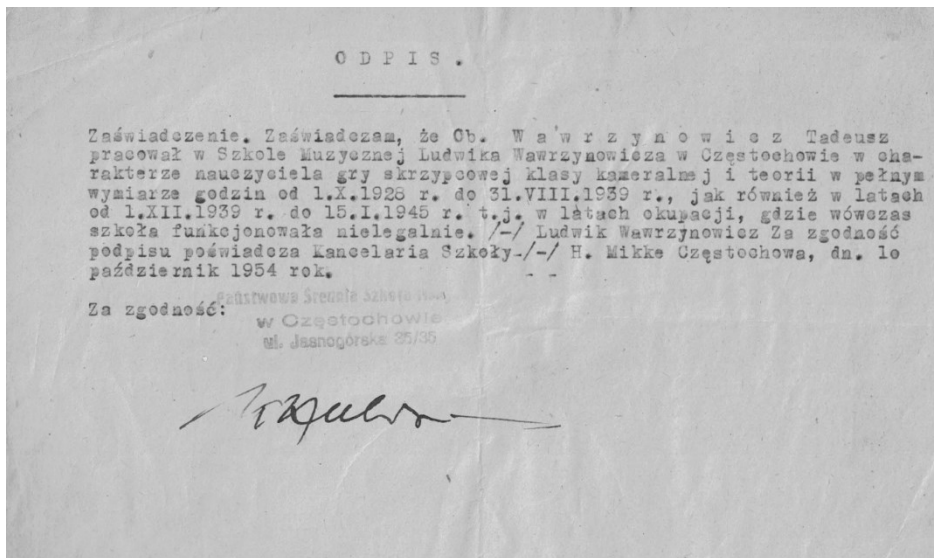 O D P I S .
Zaświadczenie. Zaświadczam, że Ob. W a w r z y n o w i c z Tadeusz
pracował w Szkole Muzycznej Ludwika Wawrzynowicza w Częstochowie w cha-
rakterze nauczyciela gry skrzypcowej klasy kameralnej i teorii w pełnym
wymiarze godzin od 1.X.1928 r. do 31.VIII.1939 r., jak również w latach
od 1.XII.1939 r. do 15.I.1945 r. t.j. w latach okupacji, gdzie wówczas
szkoła funkcjonowała nielegalnie. /-/ Ludwik Wawrzynowicz Za zgodność
podpisu poświadcza Kancelaria Szkoły-/-/ H. Mikke Częstochowa, dn. 1o
październik 1954 rok.
Państwowa Średnia Szkoła
Za zgodność:
w Częstochowie
ul. Jasnogórska 35/35